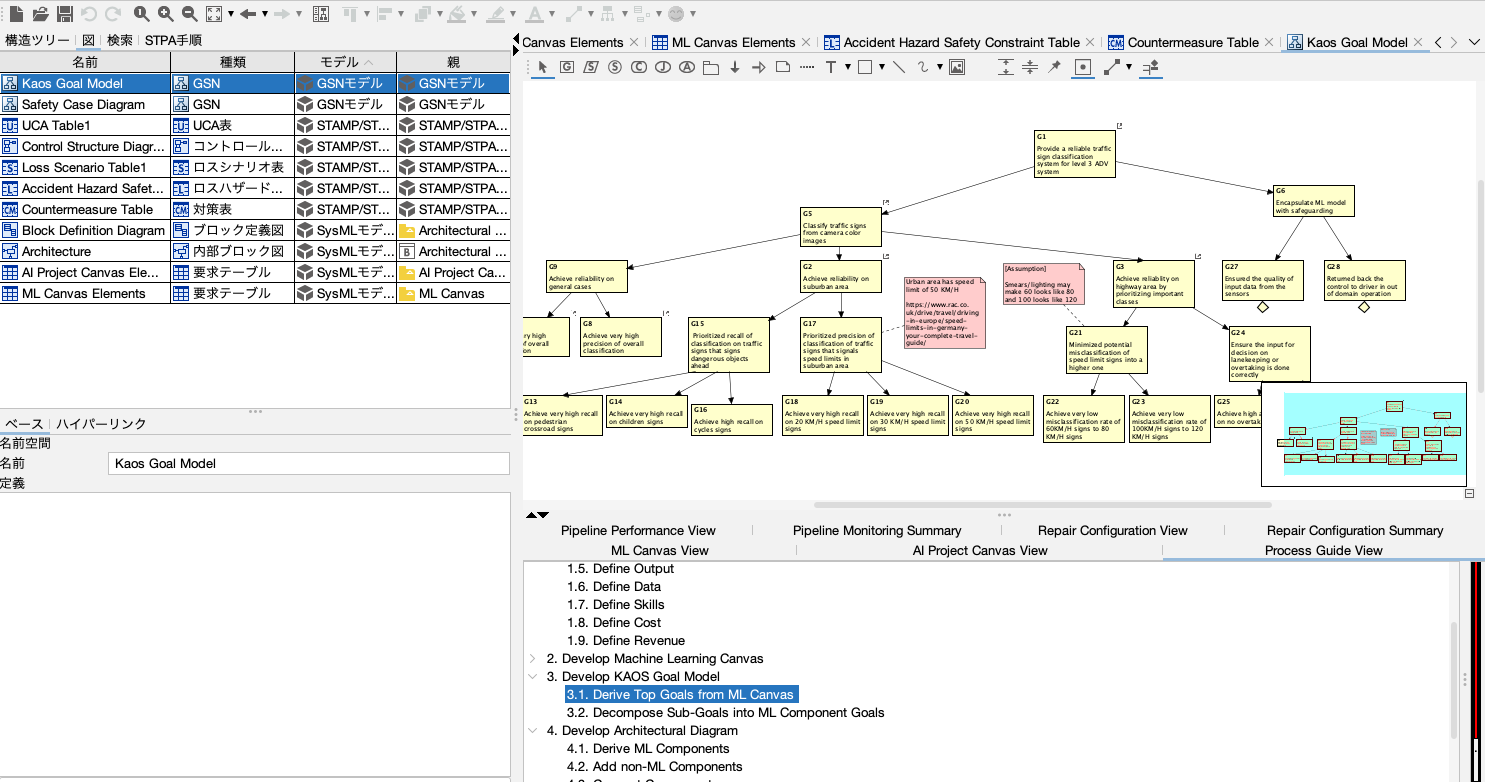 構造ツリー 図 検索 STPA手順
名前 種類 モデル 親
Kaos Goal Model GSN GSNモデル GSNモデル
Safety Case Diagram GSN GSNモデル GSNモデル
UCA Table1 UCA表 STAMP/ST... STAMP/STPA...
Control Structure Diagr... コントロール... STAMP/ST... STAMP/STPA...
Loss Scenario Table1 ロスシナリオ表 STAMP/ST... STAMP/STPA...
Accident Hazard Safet... ロスハザード... STAMP/ST... STAMP/STPA...
Countermeasure Table 対策表 STAMP/ST... STAMP/STPA...
Block Definition Diagram ブロック定義図 SysMLモデ... Architectural ...
Architecture 内部ブロック図 SysMLモデ... Architectural ...
AI Project Canvas Ele... 要求テーブル SysMLモデ... AI Project Ca...
ML Canvas Elements 要求テーブル SysMLモデ... ML Canvas
ベース ハイパーリンク
名前空間
名前 Kaos Goal Model
定義
Canvas Elements ML Canvas Elements Accident Hazard Safety Constraint Table Countermeasure Table Kaos Goal Model
G1
Provide a reliable traffic
sign classification
system for level 3 ADV
system
G6
Encapsulate ML model
with safeguarding
G5
Classify traffic signs
from camera color
images
G9
Achieve reliability on
general cases
G2
Achieve reliability on
suburban area
Urban area has speed
limit of 50 KM/H
https://www.rac.co.
uk/drive/travel/driving
-in-europe/speed-
limits-in-germany-
your-complete-travel-
guide/
[Assumption]
Smears/lighting may
make 60 looks like 80
and 100 looks like 120
G3
Achieve reliablity on
highway area by
prioritizing important
classes
G27
Ensured the quality of
input data from the
sensors
G28
Returned back the
control to driver in out
of domain operation
ry high
f overall
on
G8
Achieve very high
precision of overall
classification
G15
Prioritized recall of
classification on traffic
signs that signs
dangerous objects
ahead
G17
Prioritized precision of
classification of traffic
signs that signals
speed limits in
suburban area
G21
Minimized potential
misclassification of
speed limit signs into a
higher one
G24
Ensure the input for
decision on
lanekeeping or
overtaking is done
correctly
G13
Achieve very high recall
on pedestrian
crossroad signs
G14
Achieve very high recall
on children signs
G16
Achieve high recall on
cycles signs
G18
Achieve very high recall
on 20 KM/H speed limit
signs
G19
Achieve very high recall
on 30 KM/H speed limit
signs
G20
Achieve very high recall
on 50 KM/H speed limit
signs
G22
Achieve very low
misclassification rate of
60KM/H signs to 80
KM/H signs
G23
Achieve very low
misclassification rate of
100KM/H signs to 120
KM/H signs
G25
Achieve high a
on no overtak
Pipeline Performance View Pipeline Monitoring Summary Repair Configuration View Repair Configuration Summary
ML Canvas View AI Project Canvas View Process Guide View
1.5. Define Output
1.6. Define Data
1.7. Define Skills
1.8. Define Cost
1.9. Define Revenue
2. Develop Machine Learning Canvas
3. Develop KAOS Goal Model
3.1. Derive Top Goals from ML Canvas
3.2. Decompose Sub-Goals into ML Component Goals
4. Develop Architectural Diagram
4.1. Derive ML Components
4.2. Add non-ML Components